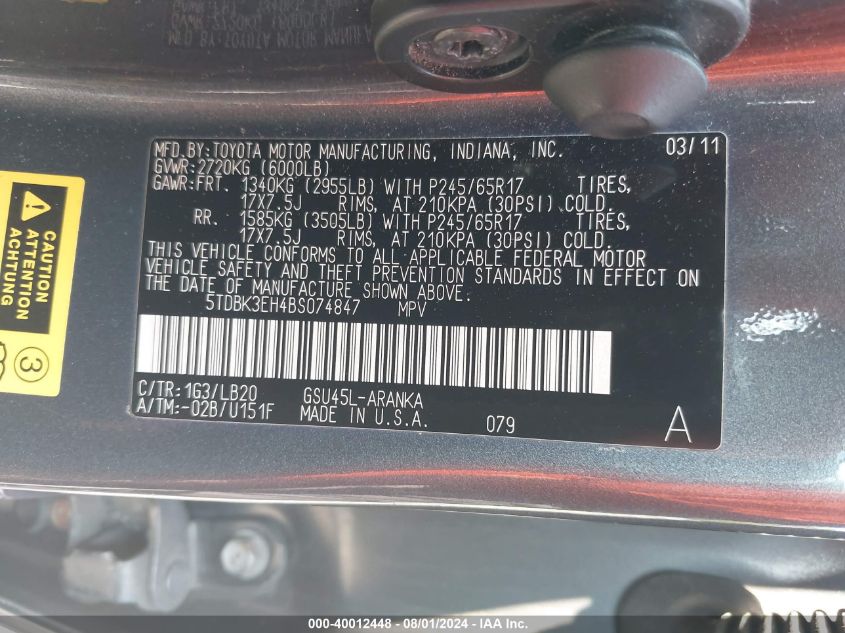 MFD.BY:TOYOTA MOTOR MANUFACTURING, INDIANA, INC. 03/11
GVWR:2720KG (6000LB)
GAWR:FRT. 1340KG (2955LB) WITH P245/65R17 TIRES,
17X7.5J RIMS, AT 210KPA (30PSI) COLD.
RR. 1585KG (3505LB) WITH P245/65R17 TIRES,
17X7.5J RIMS, AT 210KPA (30PSI) COLD.
THIS VEHICLE CONFORMS TO ALL APPLICABLE FEDERAL MOTOR
VEHICLE SAFETY AND THEFT PREVENTION STANDARDS IN EFFECT ON
THE DATE OF MANUFACTURE SHOWN ABOVE.
5TDBK3EH4BS074847 MPV
C/TR:1G3/LB20 GSU45L-ARANKA
A/TM:-02B/U151F MADE IN U.S.A. 079 A
CAUTION
ATTENTION
ACHTUNG
3
000-40012448 - 08/01/2024 - IAA Inc.